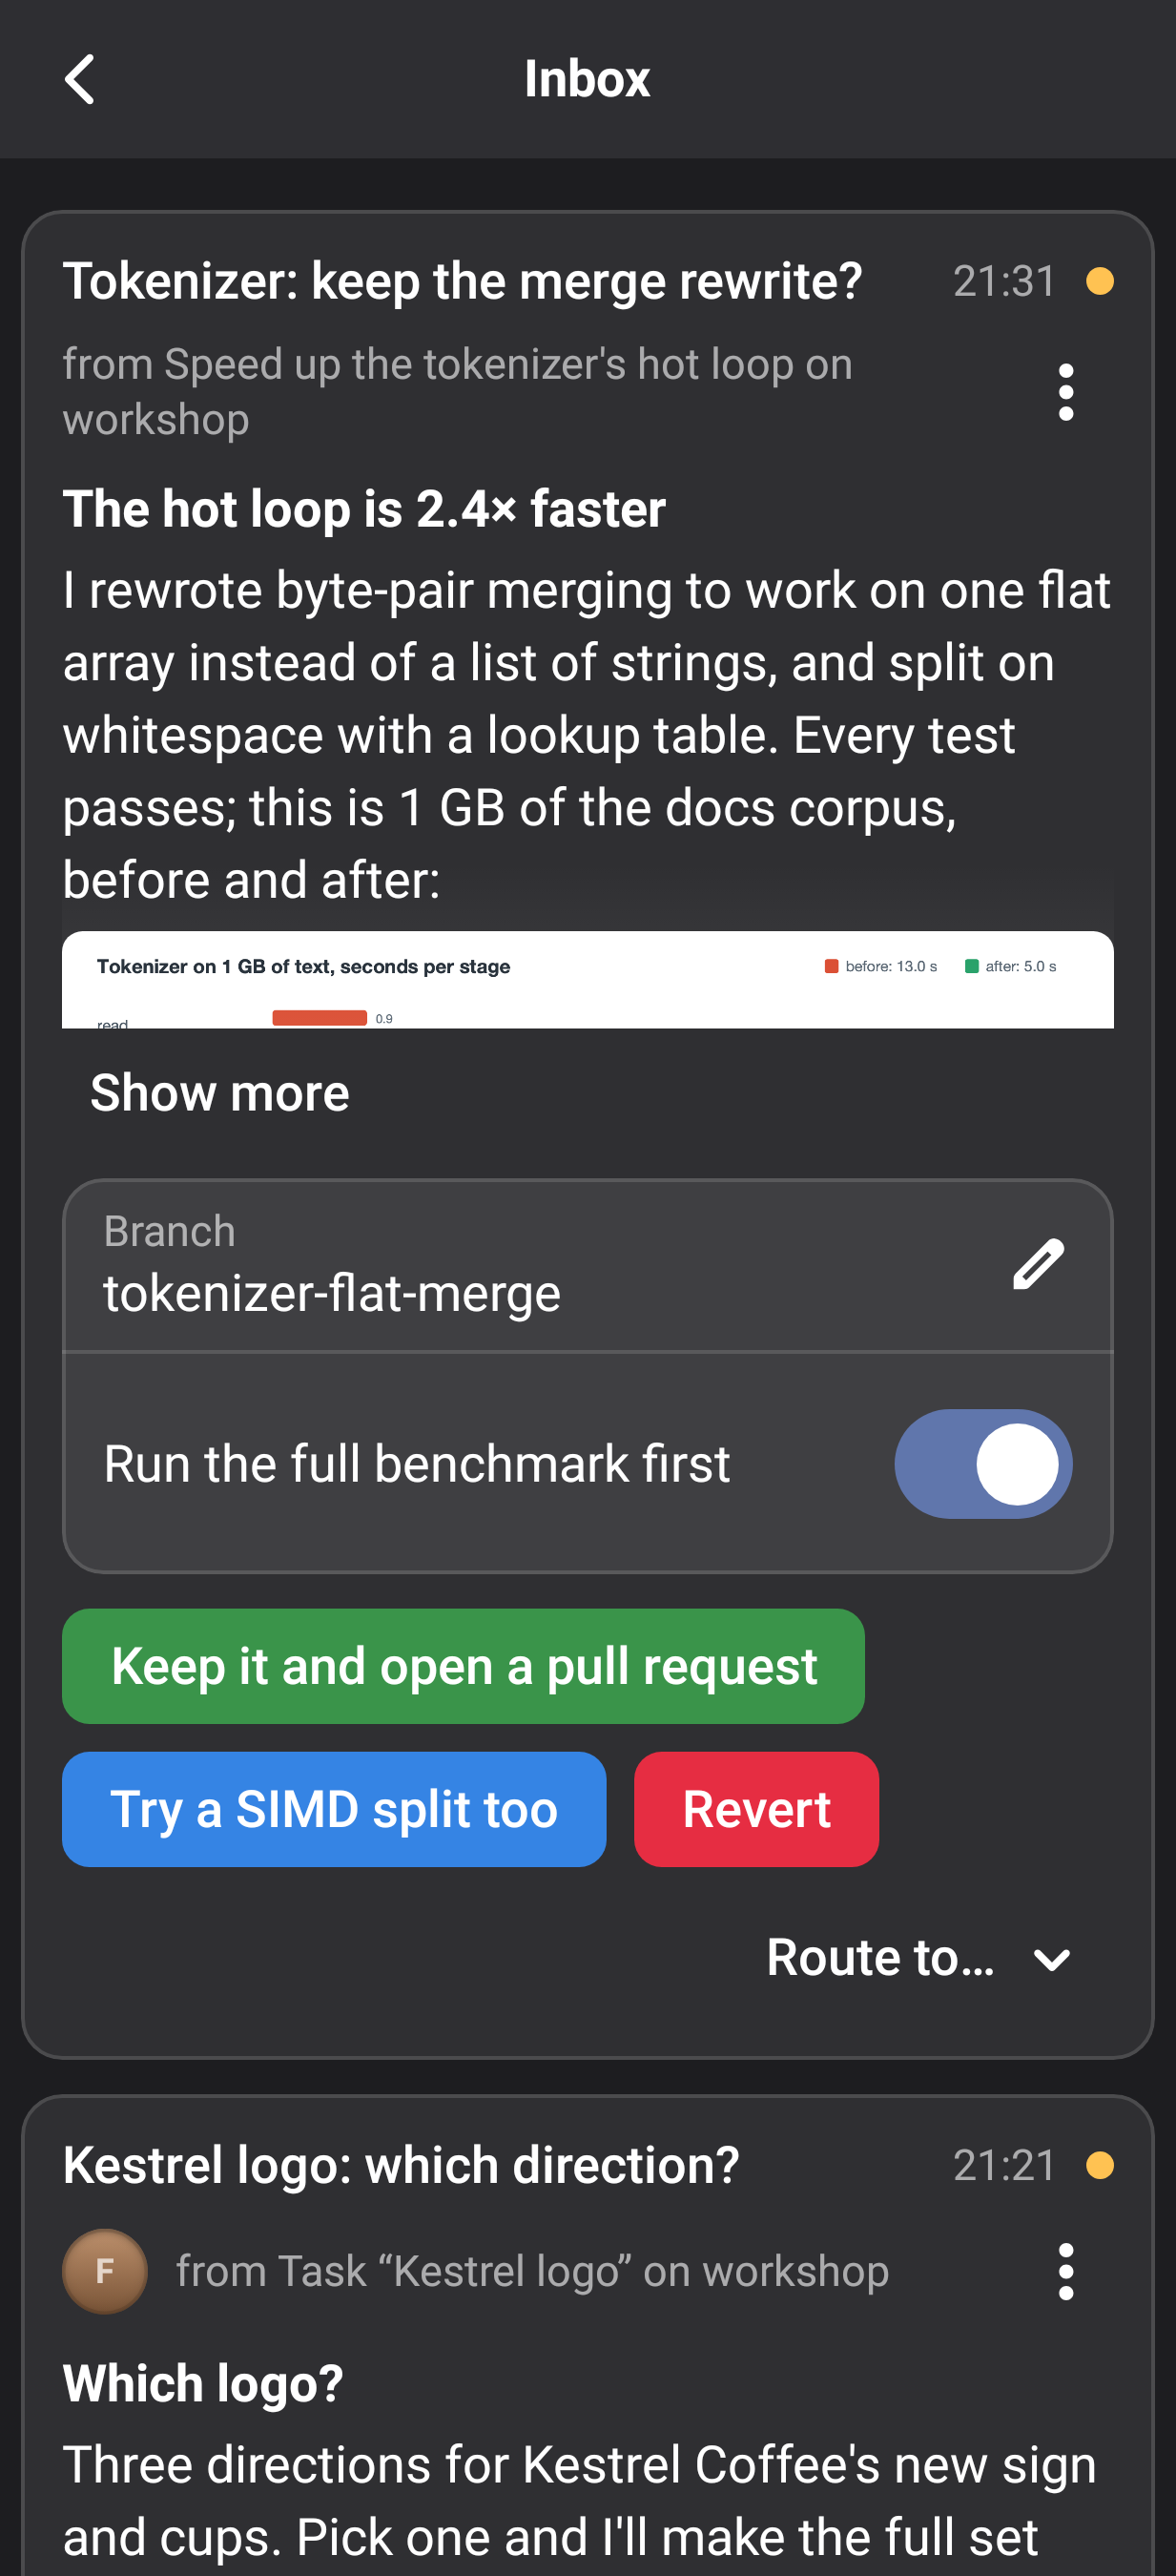 Inbox
Tokenizer: keep the merge rewrite? 21:31
from Speed up the tokenizer's hot loop on
workshop
The hot loop is 2.4× faster
I rewrote byte-pair merging to work on one flat
array instead of a list of strings, and split on
whitespace with a lookup table. Every test
passes; this is 1 GB of the docs corpus,
before and after:
Tokenizer on 1 GB of text, seconds per stage before: 13.0 s after: 5.0 s
read 0.9
Show more
Branch
tokenizer-flat-merge
Run the full benchmark first
Keep it and open a pull request
Try a SIMD split too Revert
Route to...
Kestrel logo: which direction? 21:21
F from Task “Kestrel logo” on workshop
Which logo?
Three directions for Kestrel Coffee's new sign
and cups. Pick one and I'll make the full set